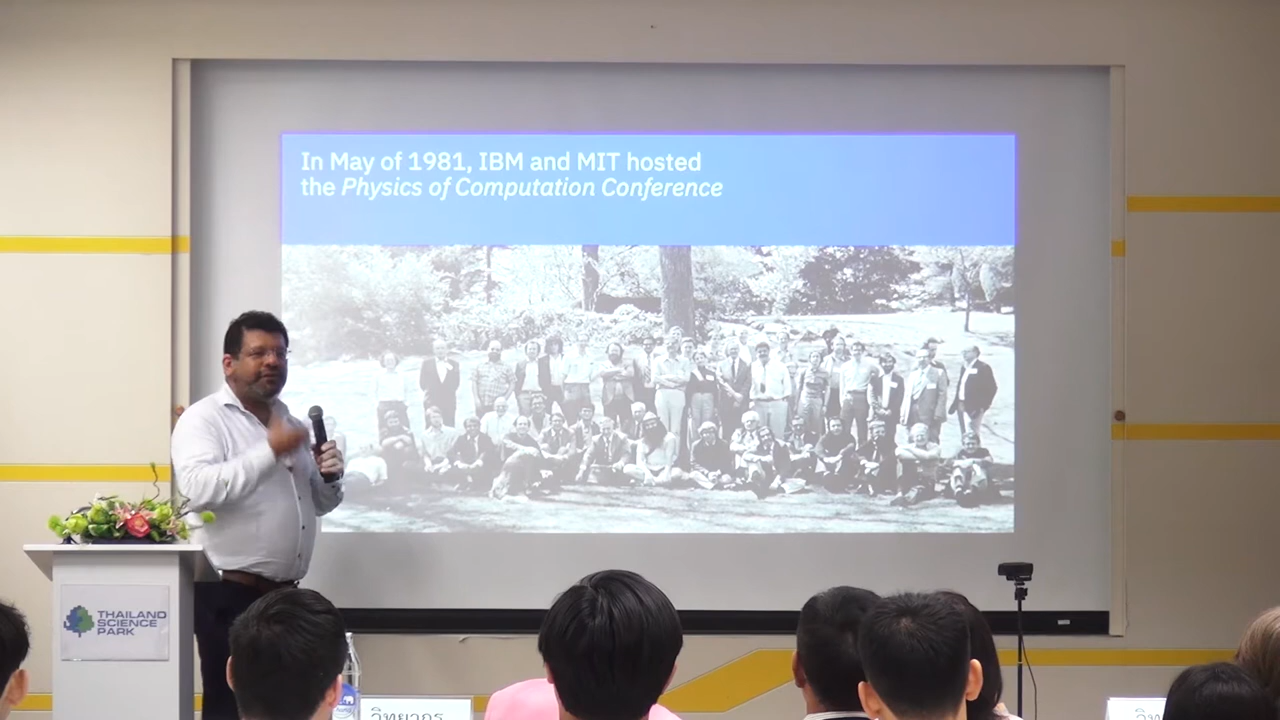 In May of 1981, IBM and MIT hosted
the Physics of Computation Conference
THAILAND
SCIENCE
PARK
วิทยากร